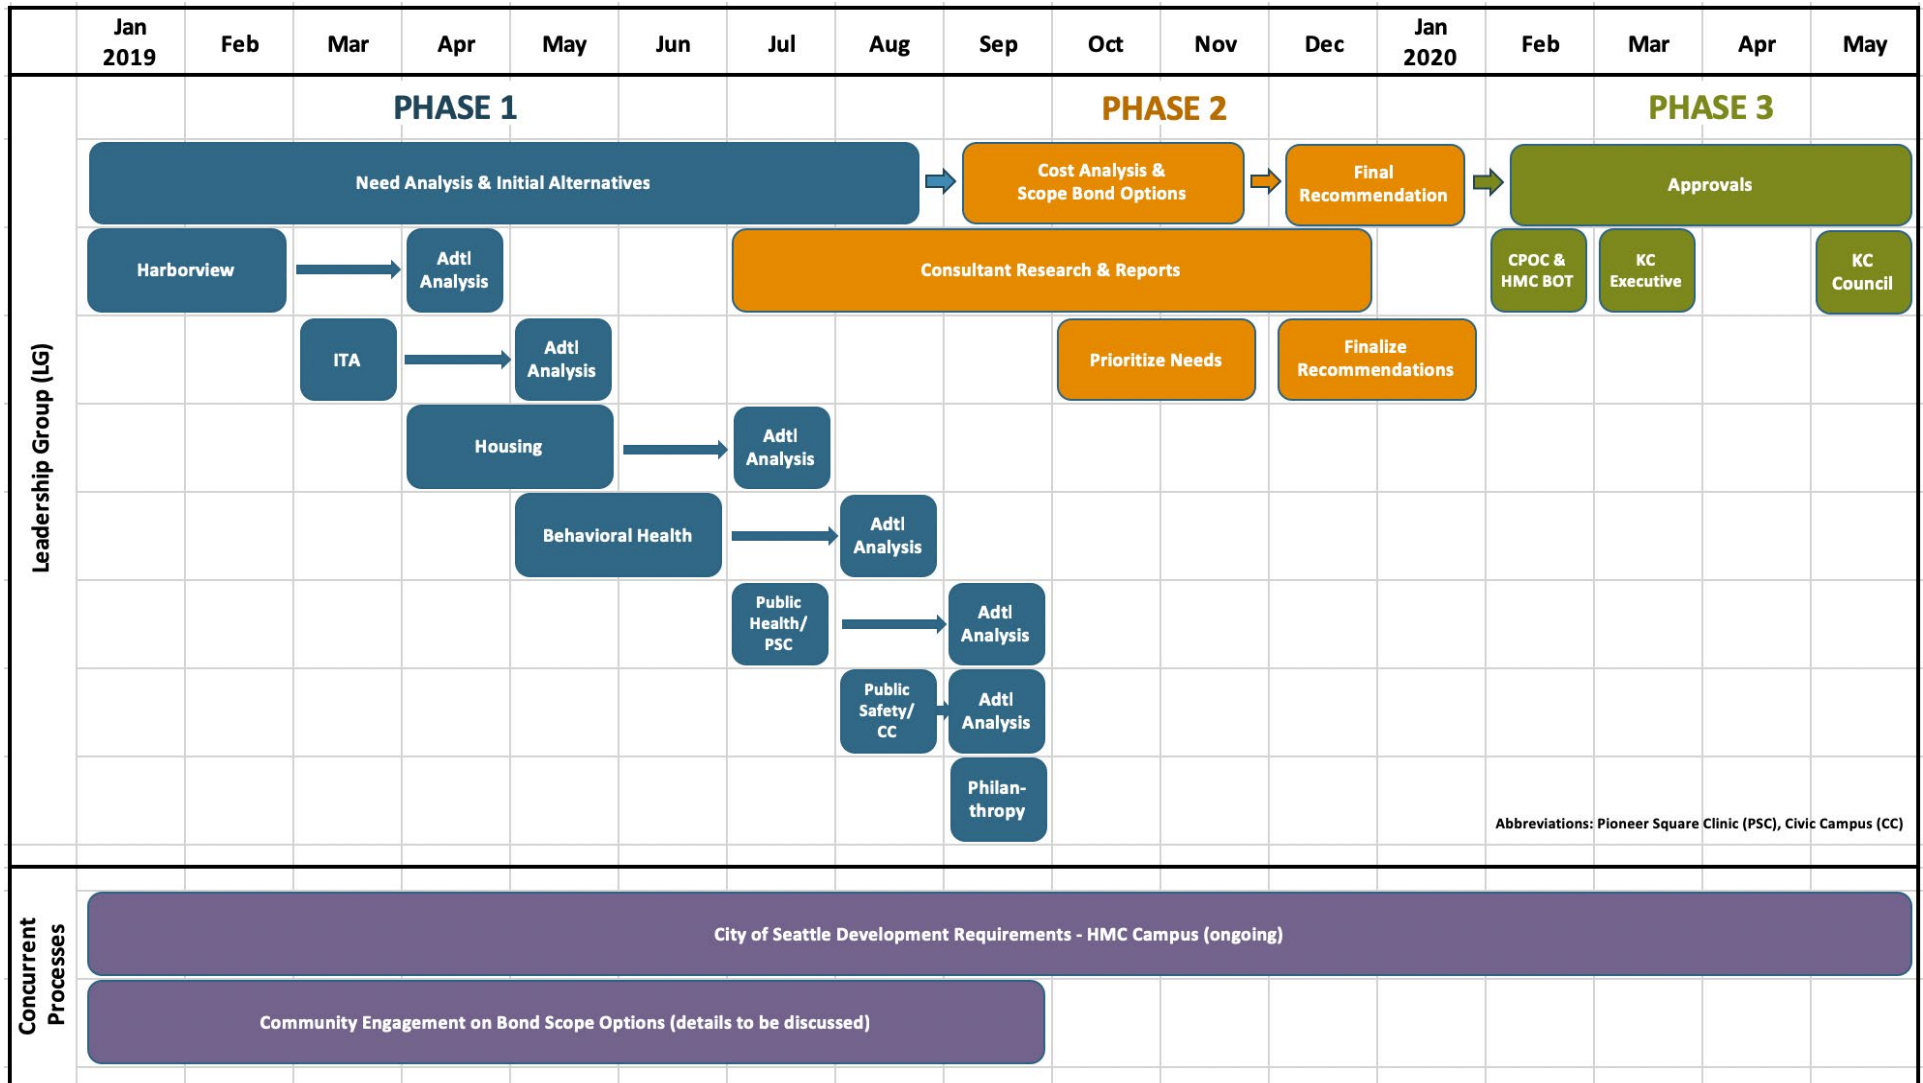 Jan
2019
Feb
Mar
Apr
May
Jun
Jul
Aug
Sep
Oct
Nov
Dec
Jan
2020
Feb
Mar
Apr
May
PHASE 1
PHASE 2
PHASE 3
Leadership Group (LG)
Need Analysis & Initial Alternatives
Cost Analysis &
Scope Bond Options
Final
Recommendation
Approvals
Harborview
Adtl
Analysis
Consultant Research & Reports
CPOC &
HMC BOT
KC
Executive
KC
Council
ITA
Adtl
Analysis
Prioritize Needs
Finalize
Recommendations
Housing
Adtl
Analysis
Behavioral Health
Adtl
Analysis
Public
Health/
PSC
Adtl
Analysis
Public
Safety/
CC
Adtl
Analysis
Philan-
thropy
Abbreviations: Pioneer Square Clinic (PSC), Civic Campus (CC)
Concurrent
Processes
City of Seattle Development Requirements - HMC Campus (ongoing)
Community Engagement on Bond Scope Options (details to be discussed)